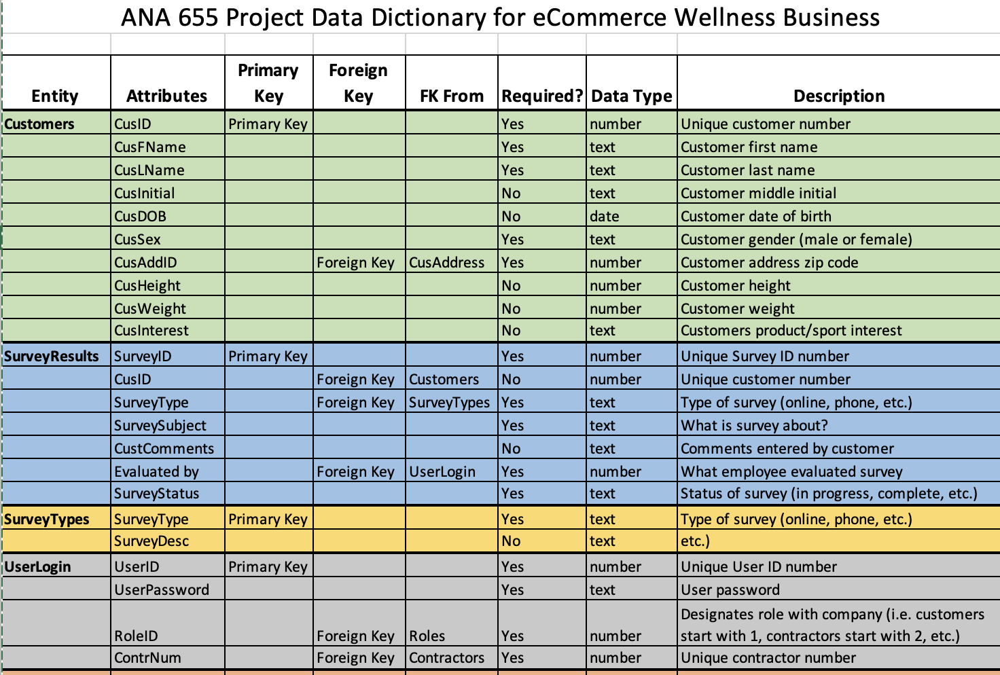 ANA 655 Project Data Dictionary for eCommerce Wellness Business
Entity Attributes Primary Key Foreign Key FK From Required? Data Type Description
Customers CusID Primary Key Yes number Unique customer number
CusFName Yes text Customer first name
CusLName Yes text Customer last name
CusInitial No text Customer middle initial
CusDOB No date Customer date of birth
CusSex Yes text Customer gender (male or female)
CusAddID Foreign Key CusAddress Yes number Customer address zip code
CusHeight No number Customer height
CusWeight No number Customer weight
CusInterest No text Customers product/sport interest
SurveyResults SurveyID Primary Key Yes number Unique Survey ID number
CusID Foreign Key Customers No number Unique customer number
SurveyType Foreign Key SurveyTypes Yes text Type of survey (online, phone, etc.)
SurveySubject Yes text What is survey about?
CustComments No text Comments entered by customer
Evaluated by Foreign Key UserLogin Yes number What employee evaluated survey
SurveyStatus Yes text Status of survey (in progress, complete, etc.)
SurveyTypes SurveyType Primary Key Yes text Type of survey (online, phone, etc.)
SurveyDesc No text etc.)
UserLogin UserID Primary Key Yes number Unique User ID number
UserPassword Yes text User password
RoleID Foreign Key Roles Yes number Designates role with company (i.e. customers start with 1, contractors start with 2, etc.)
ContrNum Foreign Key Contractors Yes number Unique contractor number